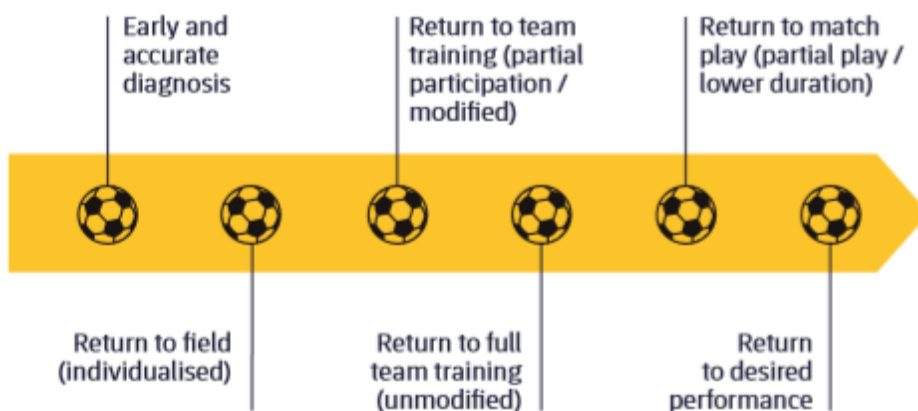 Early and
accurate
diagnosis
Return to field
(individualised)
Return to team
training (partial
participation /
modified)
Return to full
team training
(unmodified)
Return to match
play (partial play /
lower duration)
Return
to desired
performance